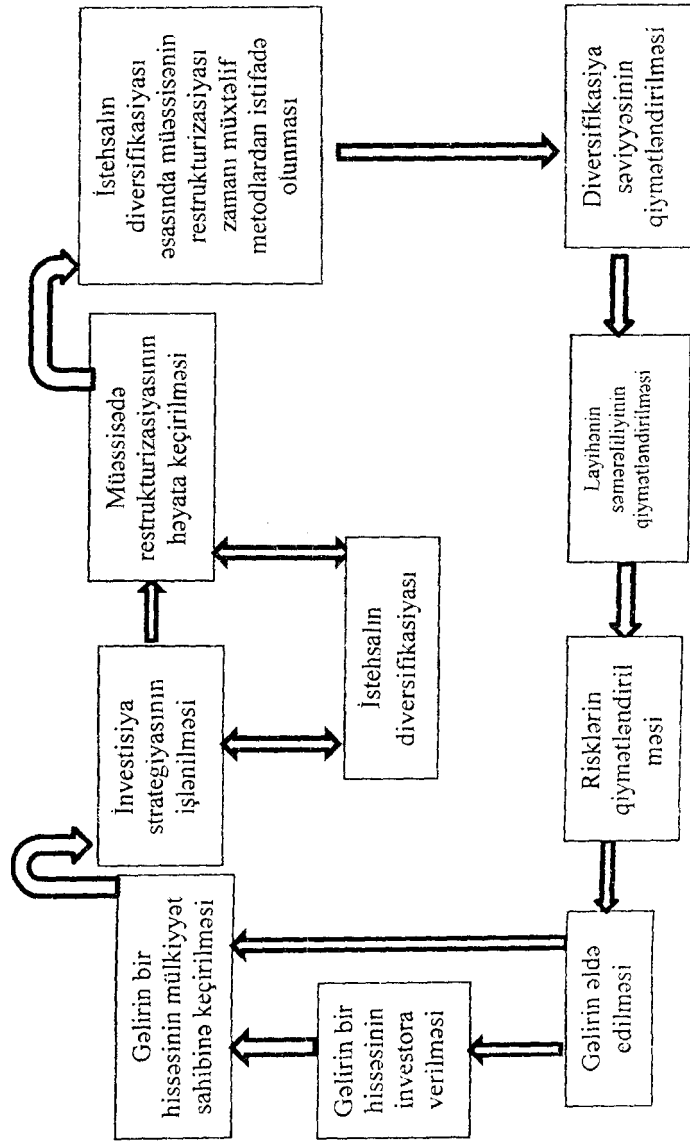 Gəlirin bir
hissəsinin mülkiyyət
sahibinə keçirilməsi
İnvestisiya
strategiyasının
işlənilməsi
Müəssisədə
restrukturizasiyasının
həyata keçirilməsi
İstehsalın
diversifikasiyası
əsasında müəssisənin
restrukturizasiyası
zamanı müxtəlif
metodlardan istifadə
olunması
Gəlirin bir
hissəsinin
investora
verilməsi
İstehsalın
diversifikasiyası
Gəlirin əldə
edilməsi
Risklərin
qiymətləndiril
məsi
Layihənin
səmərəliliyinin
qiymətləndirilməsi
Diversifikasiya
səviyyəsinin
qiymətləndirilməsi